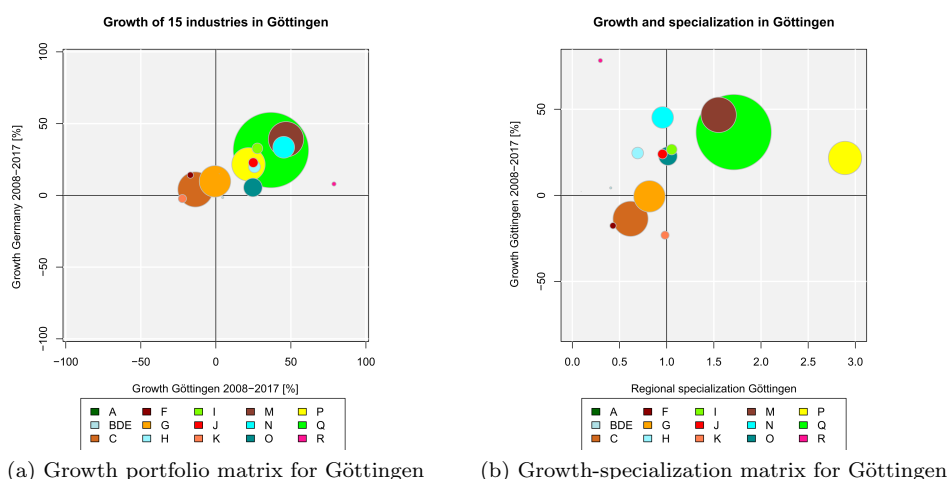 Growth of 15 industries in Göttingen
Growth Germany 2008−2017 [%]
100
50
0
−50
−100
−100 −50 0 50 100
Growth Göttingen 2008−2017 [%]
A F I M P
BDE G J N Q
C H K O R
(a) Growth portfolio matrix for Göttingen
Growth and specialization in Göttingen
Growth Göttingen 2008−2017 [%]
50
0
−50
0.0 0.5 1.0 1.5 2.0 2.5 3.0
Regional specialization Göttingen
A F I M P
BDE G J N Q
C H K O R
(b) Growth-specialization matrix for Göttingen